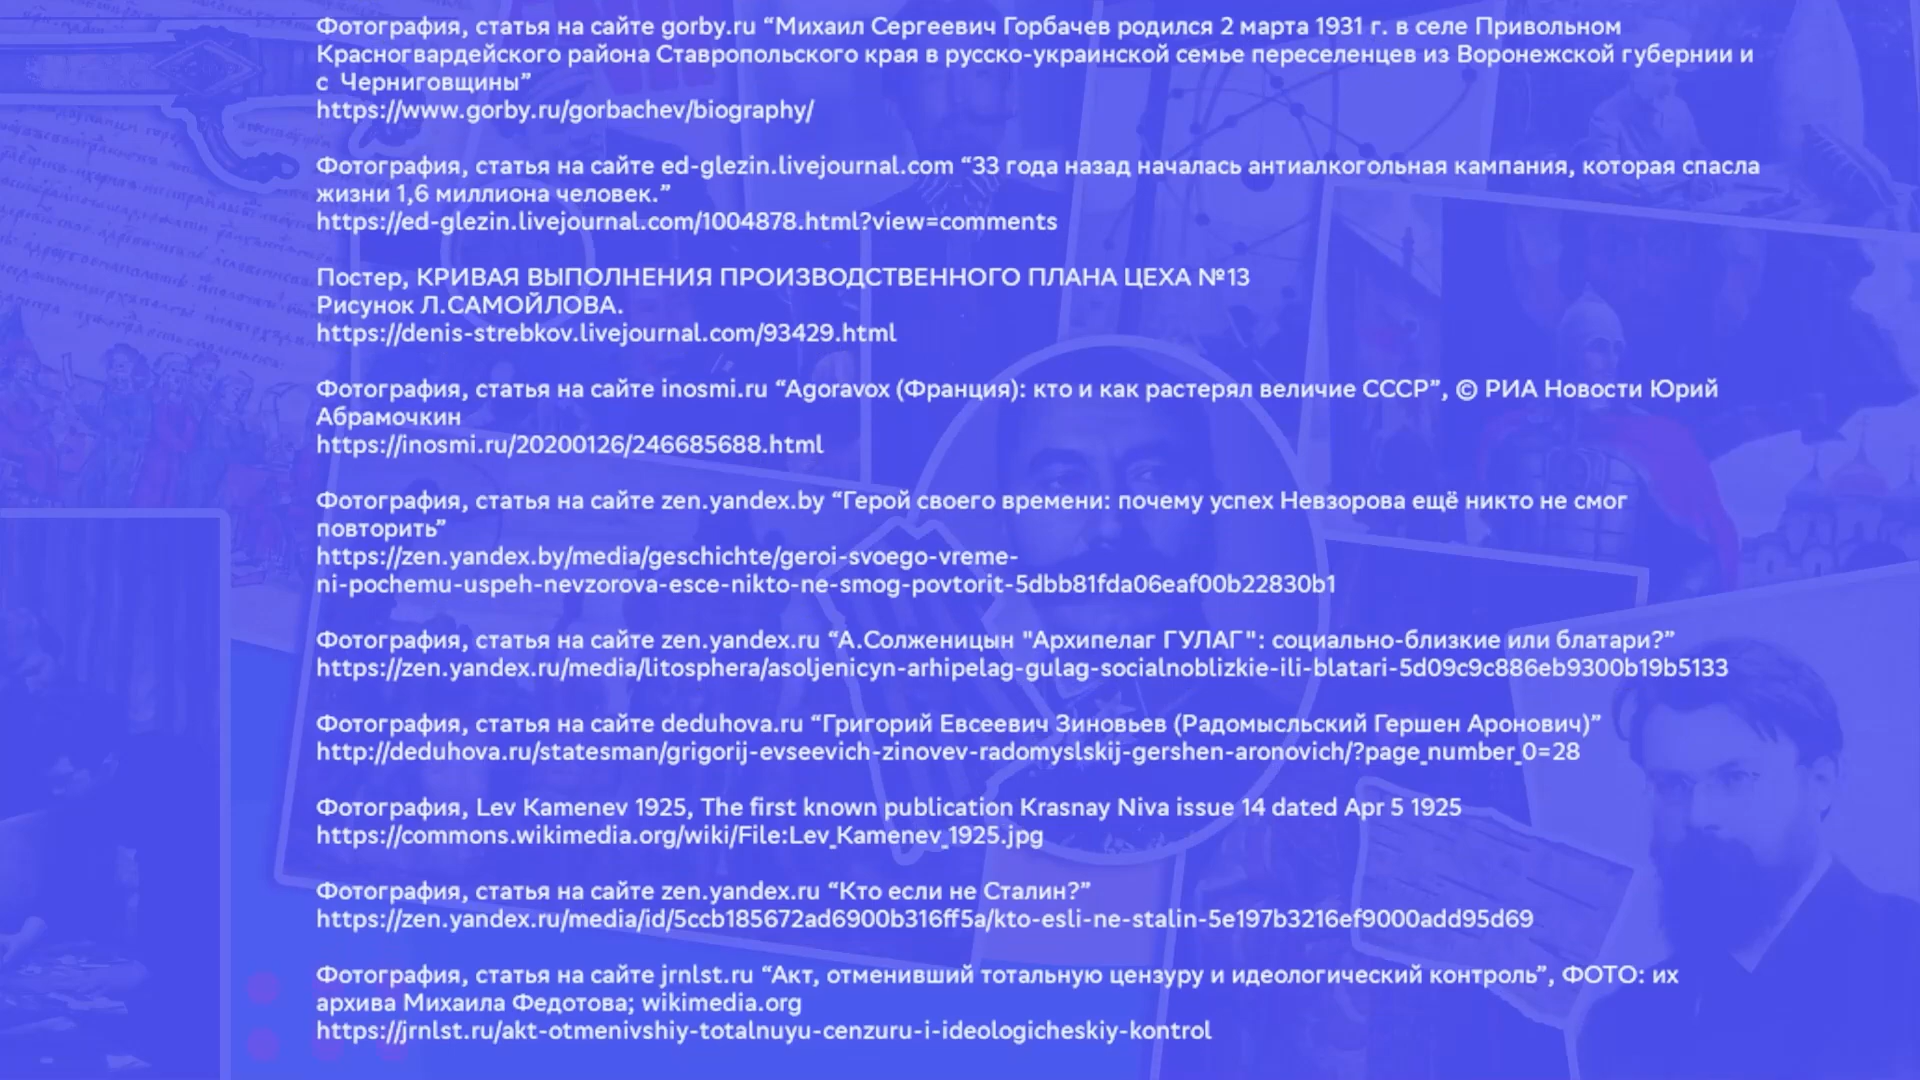 Фотография, статья на сайте gorby.ru “Михаил Сергеевич Горбачев родился 2 марта 1931 г. в селе Привольном
Красногвардейского района Ставропольского края в русско-украинской семье переселенцев из Воронежской губернии и
с Черниговщины”
https://www.gorby.ru/gorbachev/biography/
Фотография, статья на сайте ed-glezin.livejournal.com “33 года назад началась антиалкогольная кампания, которая спасла
жизни 1,6 миллиона человек.”
https://ed-glezin.livejournal.com/1004878.html?view=comments
Постер, КРИВАЯ ВЫПОЛНЕНИЯ ПРОИЗВОДСТВЕННОГО ПЛАНА ЦЕХА №13
Рисунок Л.САМОЙЛОВА.
https://denis-strebkov.livejournal.com/93429.html
Фотография, статья на сайте inosmi.ru “Agoravox (Франция): кто и как растерял величие СССР”, © РИА Новости Юрий
Абрамочкин
https://inosmi.ru/20200126/246685688.html
Фотография, статья на сайте zen.yandex.by “Герой своего времени: почему успех Невзорова ещё никто не смог
повторить”
https://zen.yandex.by/media/geschichte/geroi-svoego-vreme-
ni-pochemu-uspeh-nevzorova-esce-nikto-ne-smog-povtorit-5dbb81fda06eaf00b22830b1
Фотография, статья на сайте zen.yandex.ru “А.Солженицын "Архипелаг ГУЛАГ": социально-близкие или блатари?”
https://zen.yandex.ru/media/litosphera/asoljenicyn-arhipelag-gulag-socialnoblizkie-ili-blatari-5d09c9c886eb9300b19b5133
Фотография, статья на сайте deduhova.ru “Григорий Евсеевич Зиновьев (Радомысльский Гершен Аронович)”
http://deduhova.ru/statesman/grigorij-evseevich-zinovev-radomyslskij-gershen-aronovich/?page_number_0=28
Фотография, Lev Kamenev 1925, The first known publication Krasnay Niva issue 14 dated Apr 5 1925
https://commons.wikimedia.org/wiki/File:Lev_Kamenev_1925.jpg
Фотография, статья на сайте zen.yandex.ru “Кто если не Сталин?”
https://zen.yandex.ru/media/id/5ccb185672ad6900b316ff5a/kto-esli-ne-stalin-5e197b3216ef9000add95d69
Фотография, статья на сайте jrnlst.ru “Акт, отменивший тотальную цензуру и идеологический контроль”, ФОТО: их
архива Михаила Федотова; wikimedia.org
https://jrnlst.ru/akt-otmenivshiy-totalnuyu-cenzuru-i-ideologicheskiy-kontrol